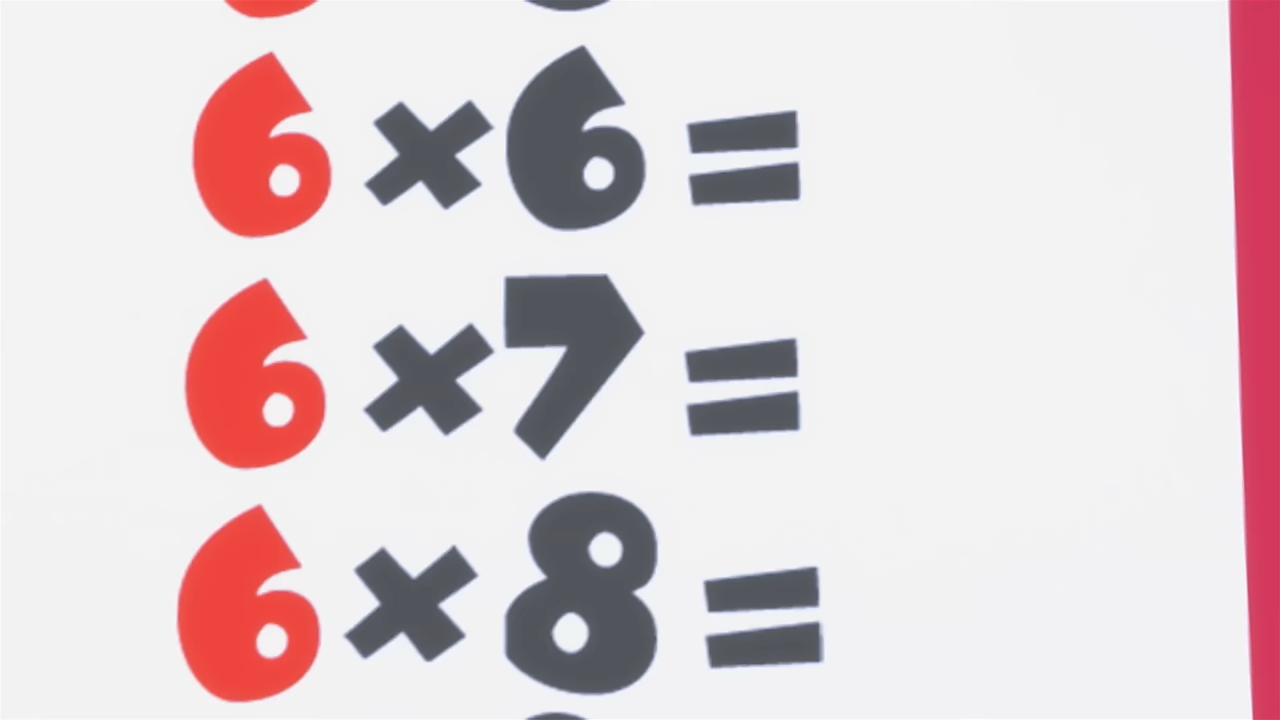 6 × 6 =
6 × 7 =
6 × 8 =